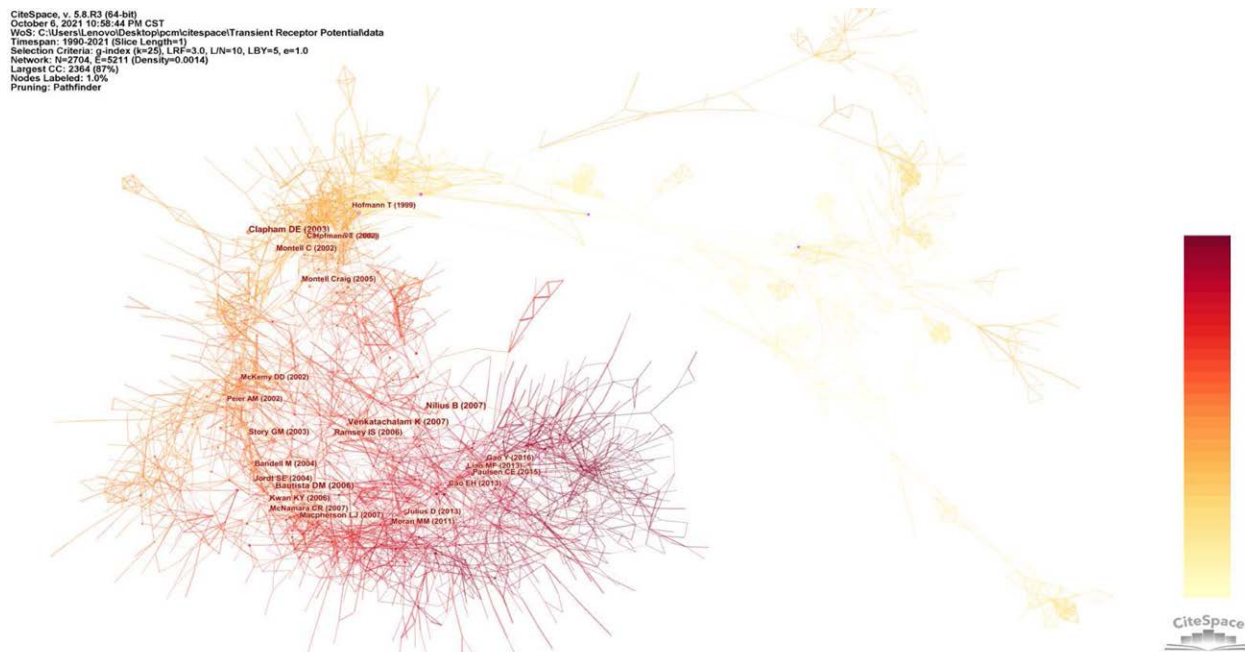 CiteSpace, v. 5.8.R3 (64-bit)
October 6, 2021 10:58:44 PM CST
WoS: C:\Users\Lenovo\Desktop\pcm\citespace\Transient Receptor Potential\data
Timespan: 1990-2021 (Slice Length=1)
Selection Criteria: g-index (k=25), LRF=3.0, L/N=10, LBY=5, e=1.0
Network: N=2704, E=5211 (Density=0.0014)
Largest CC: 2364 (87%)
Nodes Labeled: 1.0%
Pruning: Pathfinder
Hofmann T (1999)
Clapham DE (2003)
Montell C (2002)
Montell Craig (2005)
McKemy DD (2002)
Peier AM (2002)
Nilius B (2007)
Venkatachalam K (2007)
Story GM (2003)
Ramsey IS (2006)
Gao Y (2016)
Bandell M (2004)
Liao MF (2013)
Paulsen CE (2015)
Jordt SE (2004)
Bautista DM (2006)
Cao EH (2013)
Kwan KY (2006)
McNamara CR (2007)
Macpherson LJ (2007)
Julius D (2013)
Moran MM (2011)
CiteSpace